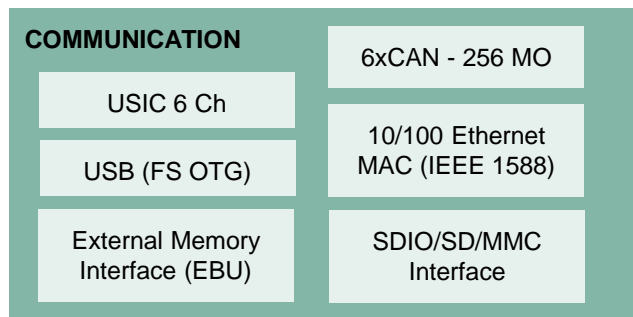 COMMUNICATION
USIC 6 Ch
USB (FS OTG)
External Memory
Interface (EBU)
6xCAN - 256 MO
10/100 Ethernet
MAC (IEEE 1588)
SDIO/SD/MMC
Interface